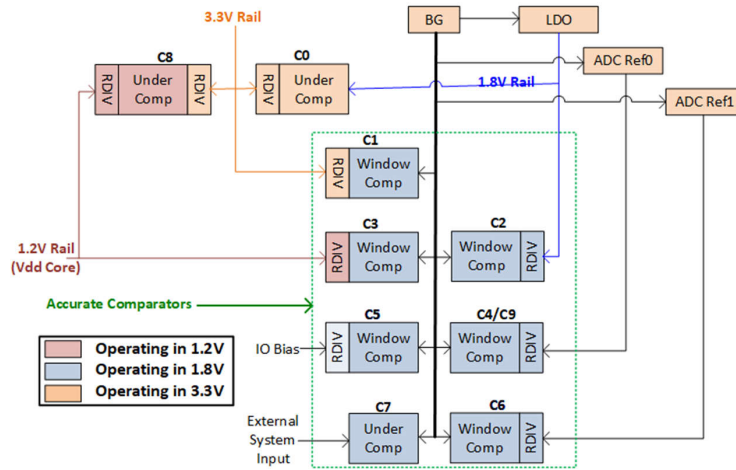 BG
LDO
3.3V Rail
C8
C0
ADC Ref0
RDIV
Under
Comp
RDIV
RDIV
Under
Comp
1.8V Rail
ADC Ref1
C1
RDIV
Window
Comp
C3
C2
1.2V Rail
(Vdd Core)
RDIV
Window
Comp
Window
Comp
RDIV
Accurate Comparators
C5
C4/C9
IO Bias
RDIV
Window
Comp
Window
Comp
RDIV
Operating in 1.2V
Operating in 1.8V
Operating in 3.3V
C7
C6
External
System
Input
Under
Comp
Window
Comp
RDIV